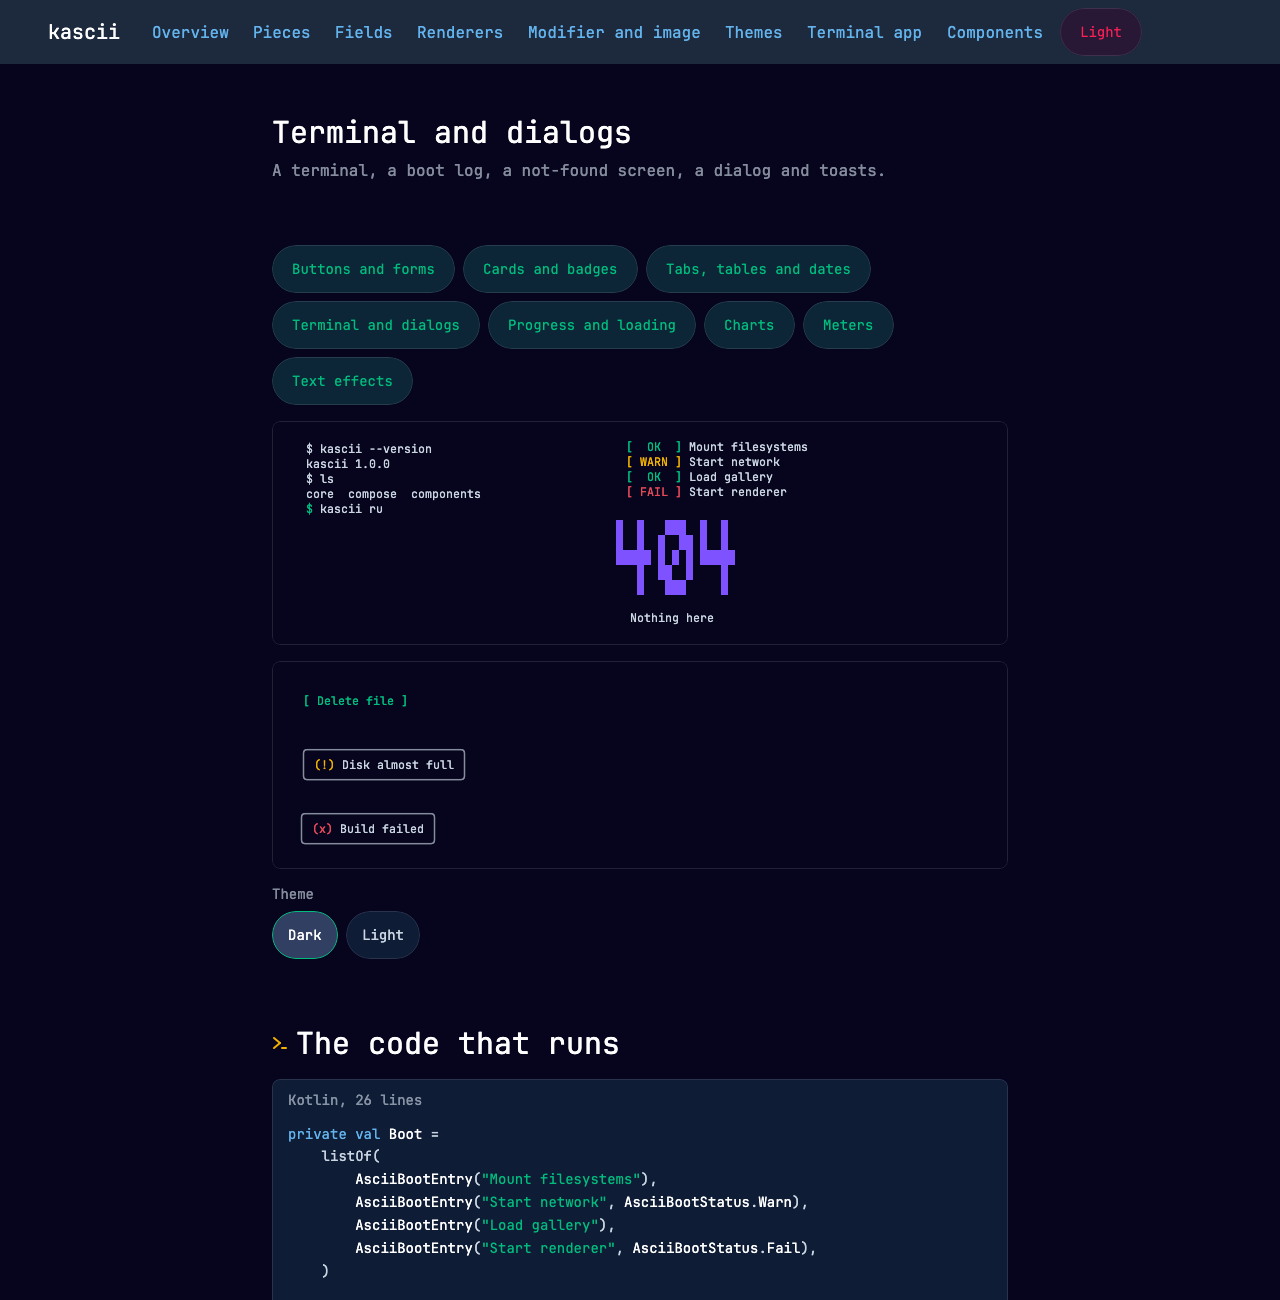 kascii Overview Pieces Fields Renderers Modifier and image Themes Terminal app Components Light
Terminal and dialogs
A terminal, a boot log, a not-found screen, a dialog and toasts.
Buttons and forms Cards and badges Tabs, tables and dates
Terminal and dialogs Progress and loading Charts Meters
Text effects
$ kascii --version
kascii 1.0.0
$ ls
core  compose  components
$ kascii ru
[  OK  ] Mount filesystems
[ WARN ] Start network
[  OK  ] Load gallery
[ FAIL ] Start renderer
404
Nothing here
[ Delete file ]
(!) Disk almost full
(x) Build failed
Theme
Dark Light
>_ The code that runs
Kotlin, 26 lines
private val Boot =
    listOf(
        AsciiBootEntry("Mount filesystems"),
        AsciiBootEntry("Start network", AsciiBootStatus.Warn),
        AsciiBootEntry("Load gallery"),
        AsciiBootEntry("Start renderer", AsciiBootStatus.Fail),
    )